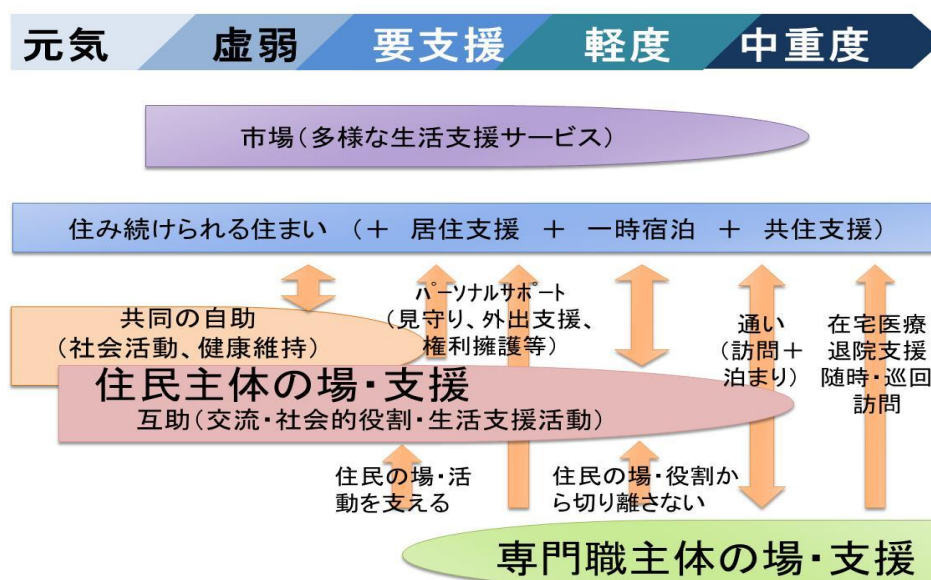 元気 虚弱 要支援 軽度 中重度
市場(多様な生活支援サービス)
住み続けられる住まい (+ 居住支援 + 一時宿泊 + 共住支援)
共同の自助
(社会活動、健康維持)
パーソナルサポート
(見守り、外出支援、
権利擁護等)
通い
(訪問+
泊まり)
在宅医療
退院支援
随時・巡回
訪問
住民主体の場・支援
互助(交流・社会的役割・生活支援活動)
住民の場・活
動を支える
住民の場・役割か
ら切り離さない
専門職主体の場・支援